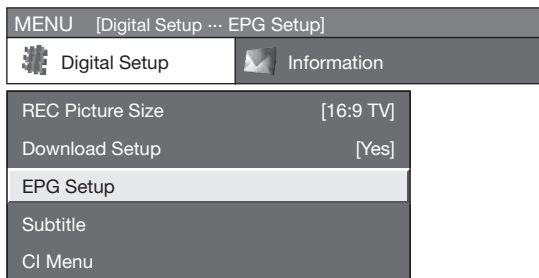 MENU [Digital Setup ··· EPG Setup]
Digital Setup Information
REC Picture Size [16:9 TV]
Download Setup [Yes]
EPG Setup
Subtitle
CI Menu